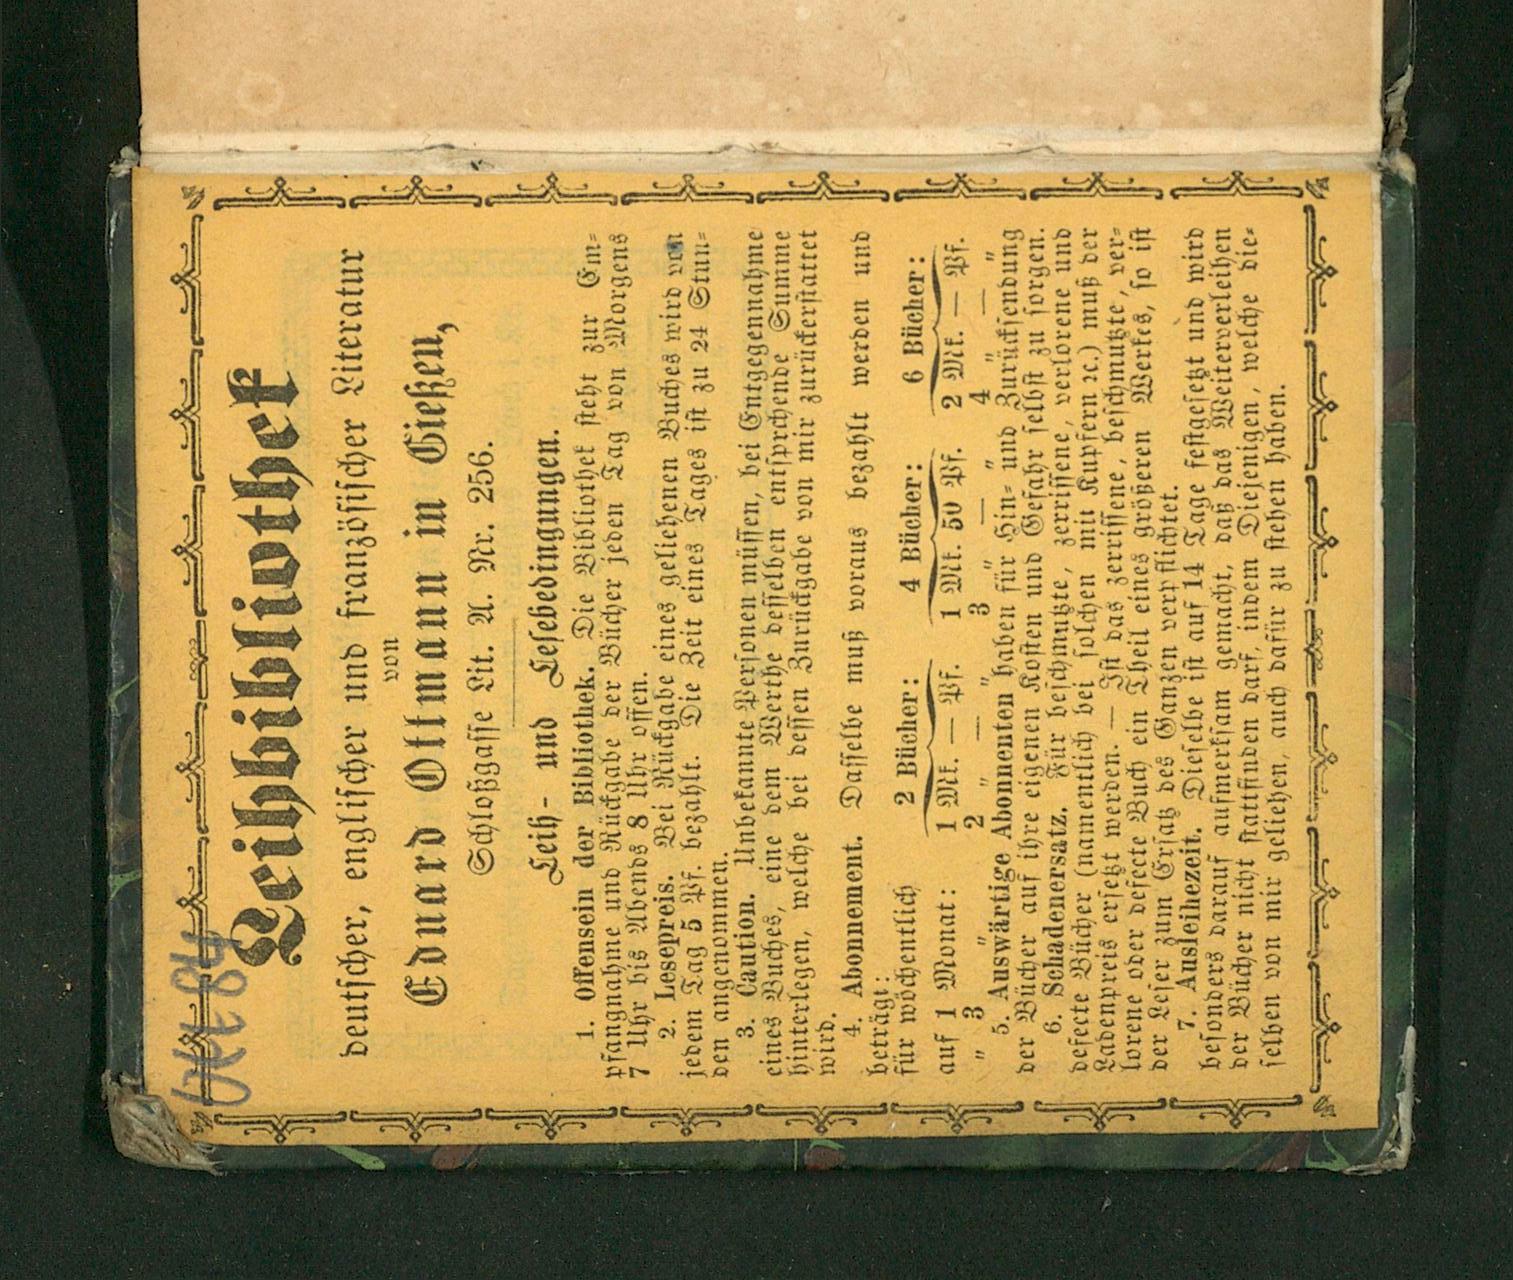 Leihbibliothek
deutscher, englischer und französischer Literatur
von
Eduard Ottmann in Gießen,
Schloßgasse Lit. A. Nr. 256.
Leih- und Lesebedingungen.
1. Offensein der Bibliothek. Die Bibliothek steht zur Em-
pfangnahme und Rückgabe der Bücher jeden Tag von Morgens
7 Uhr bis Abends 8 Uhr offen.
2. Lesepreis. Bei Rückgabe eines geliehenen Buches wird von
jedem Tag 5 Pf. bezahlt. Die Zeit eines Tages ist zu 24 Stun-
den angenommen.
3. Caution. Unbekannte Personen müssen, bei Entgegennahme
eines Buches, eine dem Werthe desselben entsprchende Summe
hinterlegen, welche bei dessen Zurückgabe von mir zurückerstattet
wird.
4. Abonnement. Dasselbe muß voraus bezahlt werden und
beträgt:
für wöchentlich 2 Bücher: 4 Bücher: 6 Bücher:
auf 1 Monat: 1 Mk. — Pf. 1 Mk. 50 Pf. 2 Mk. — Pf.
„ 3 „ 2 „ — „ 3 „ — „ 4 „ — „
5. Auswärtige Abonenten haben für Hin- und Zurücksendung
der Bücher auf ihre eigenen Kosten und Gefahr selbst zu sorgen.
6. Schadenersatz. Für beschmutzte, zerrissene, verlorene und
defecte Bücher (namentlich bei solchen mit Kupfern ꝛc.) muß der
Ladenpreis ersetzt werden. — Ist das zerrissene, beschmutzte, ver-
lorene oder defecte Buch ein Theil eines größeren Werkes, so ist
der Leser zum Ersatz des Ganzen verpflichtet.
7. Ausleihezeit. Dieselbe ist auf 14 Tage festgesetzt und wird
besonders darauf aufmerksam gemacht, daß das Weiterverleihen
der Bücher nicht stattfinden darf, indem Diejenigen, welche die-
selben von mir geliehen, auch dafür zu stehen haben.